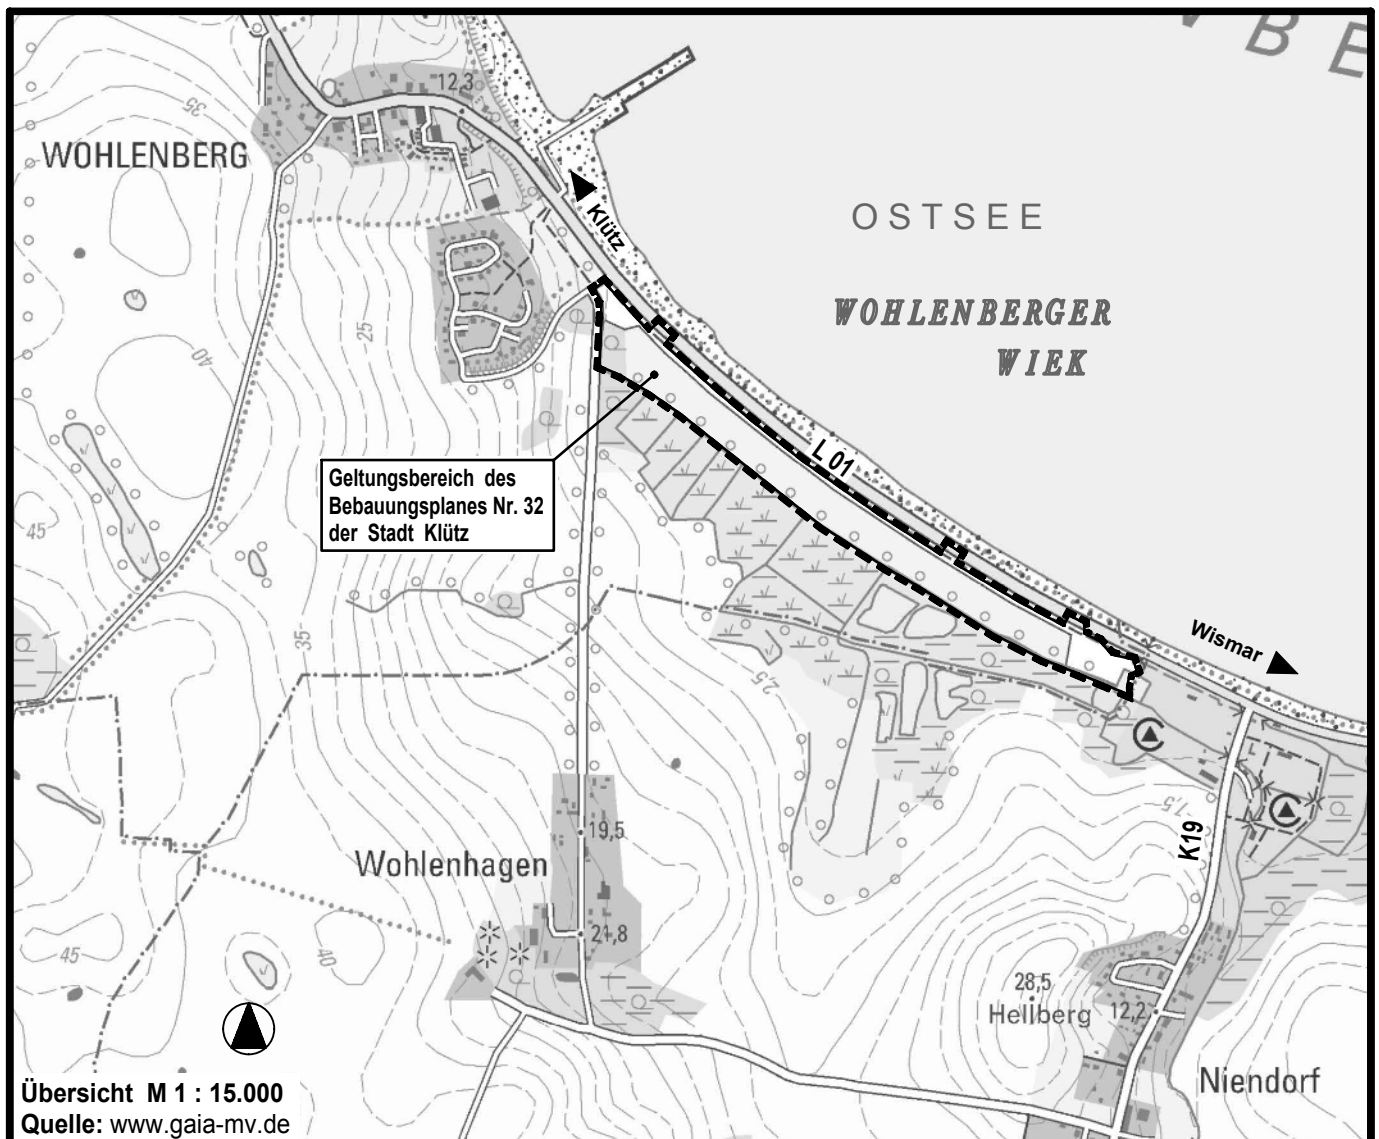 BE
12,3
35
WOHLENBERG
Klütz
OSTSEE
WOHLENBERGER
WIEK
25
40
L 01
Geltungsbereich des
Bebauungsplanes Nr. 32
der Stadt Klütz
45
35
Wismar
2,5
1,5
K19
19,5
Wohlenhagen
21,8
45
40
28,5
Hellberg
12,2
Niendorf
Übersicht M 1 : 15.000
Quelle: www.gaia-mv.de